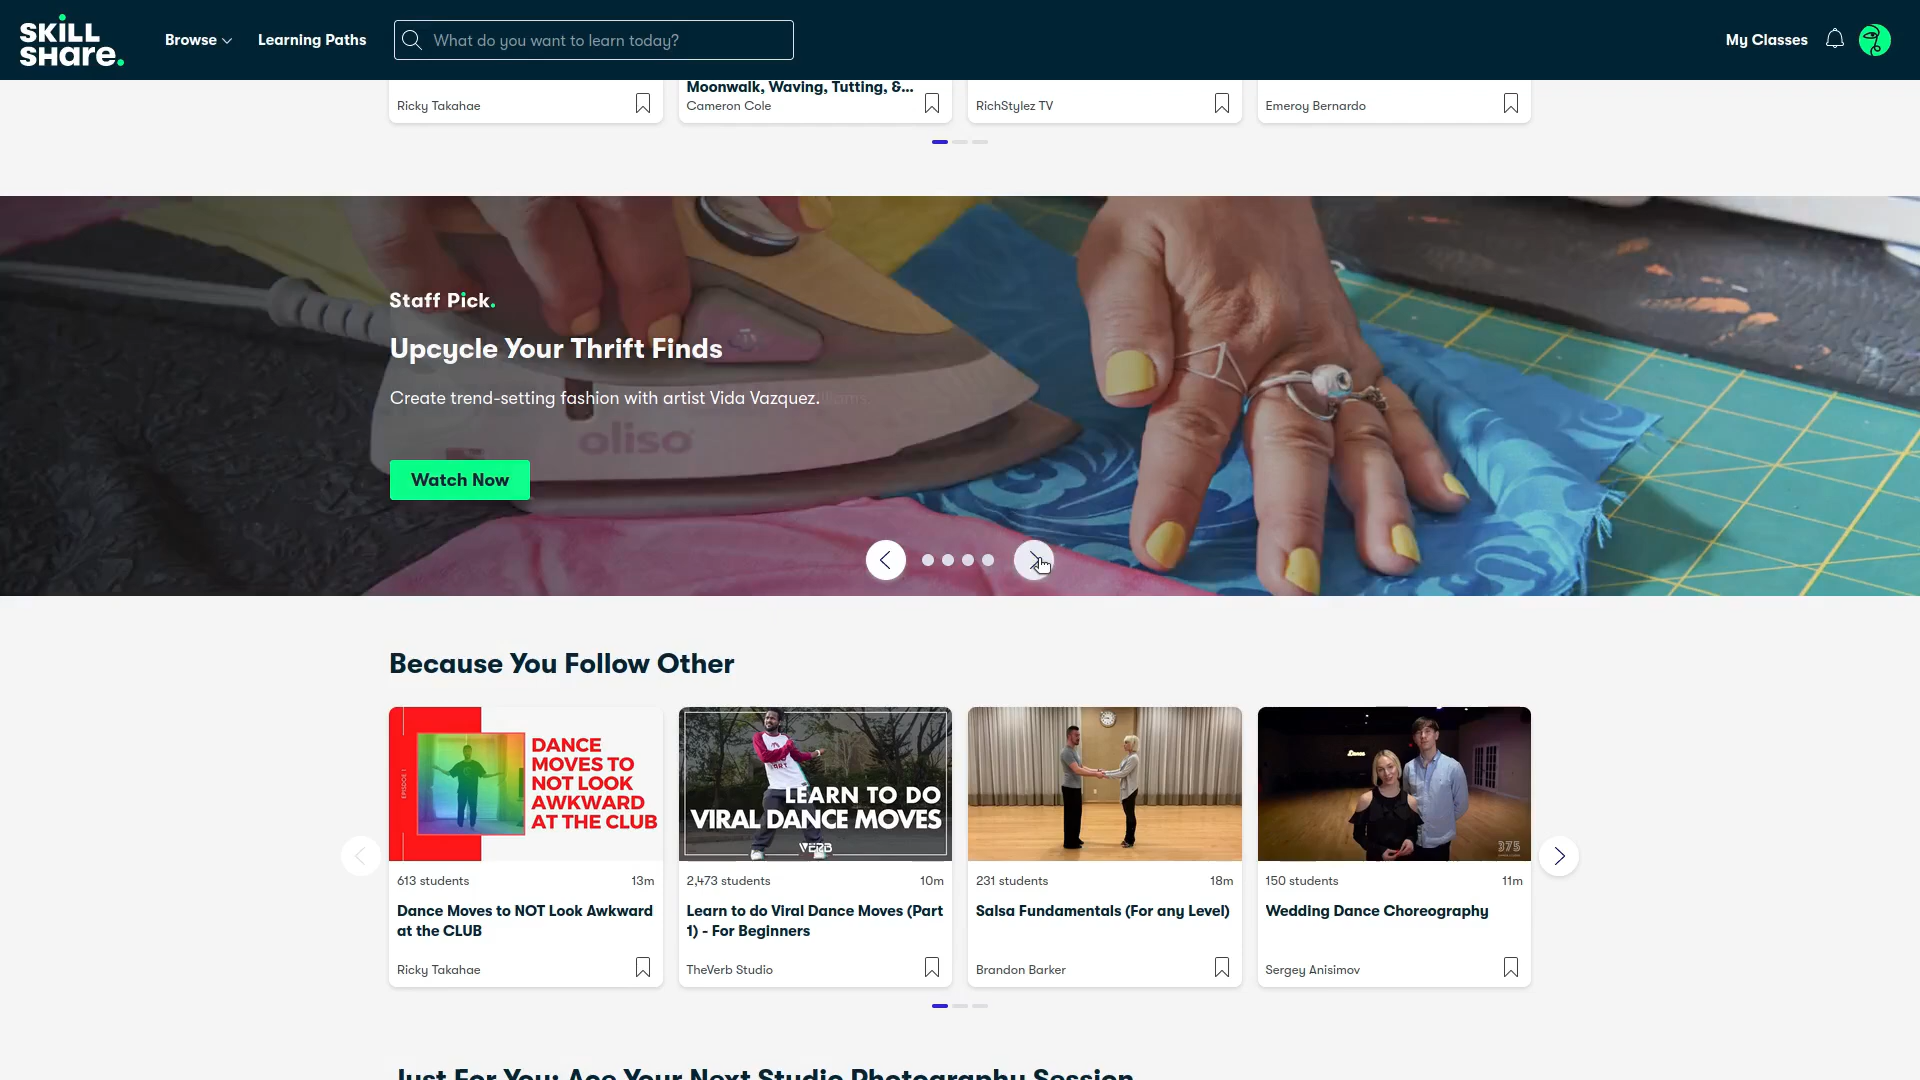 SKILL
SHare.
Browse
Learning Paths
What do you want to learn today?
My Classes
Moonwalk, Waving, Tutting, &...
Ricky Takahae
Cameron Cole
RichStylez TV
Emeroy Bernardo
Staff Pick.
Upcycle Your Thrift Finds
Create trend-setting fashion with artist Vida Vazquez.
oliso
Watch Now
Because You Follow Other
EPISODE 1
DANCE
MOVES TO
NOT LOOK
AWKWARD
AT THE CLUB
LEARN TO DO
VIRAL DANCE MOVES
VERB
Dance
375
613 students
13m
2,473 students
10m
231 students
18m
150 students
11m
Dance Moves to NOT Look Awkward
at the CLUB
Learn to do Viral Dance Moves (Part
1) - For Beginners
Salsa Fundamentals (For any Level)
Wedding Dance Choreography
Ricky Takahae
TheVerb Studio
Brandon Barker
Sergey Anisimov
Just For You: Ace Your Next Studio Photography Session